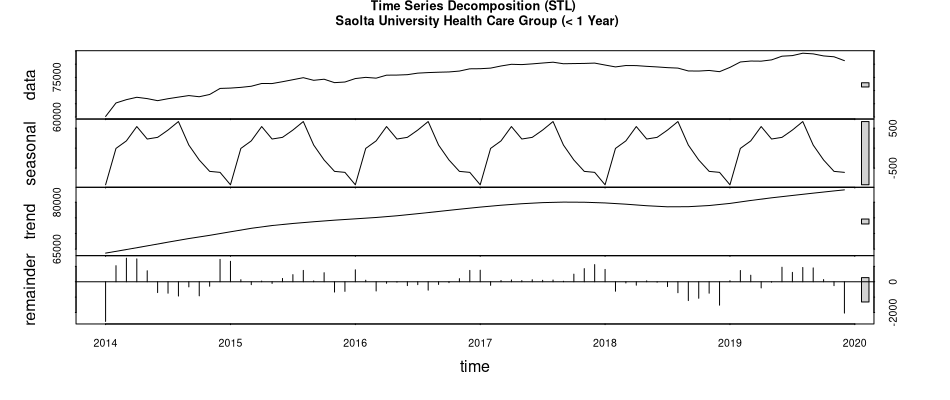 Time Series Decomposition (STL)
Saolta University Health Care Group (< 1 Year)
data
60000 75000
seasonal
-500 500
trend
65000 80000
remainder
-2000 0
2014 2015 2016 2017 2018 2019 2020
time